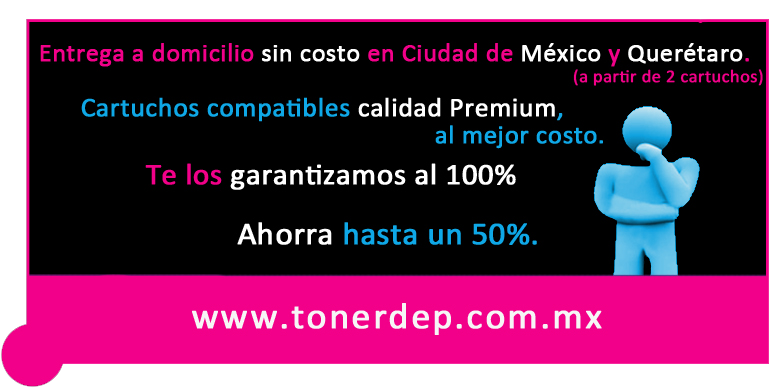 Entrega a domicilio sin costo en Ciudad de México y Querétaro.
(a partir de 2 cartuchos)
Cartuchos compatibles calidad Premium,
al mejor costo.
Te los garantizamos al 100%
Ahorra hasta un 50%.
www.tonerdep.com.mx